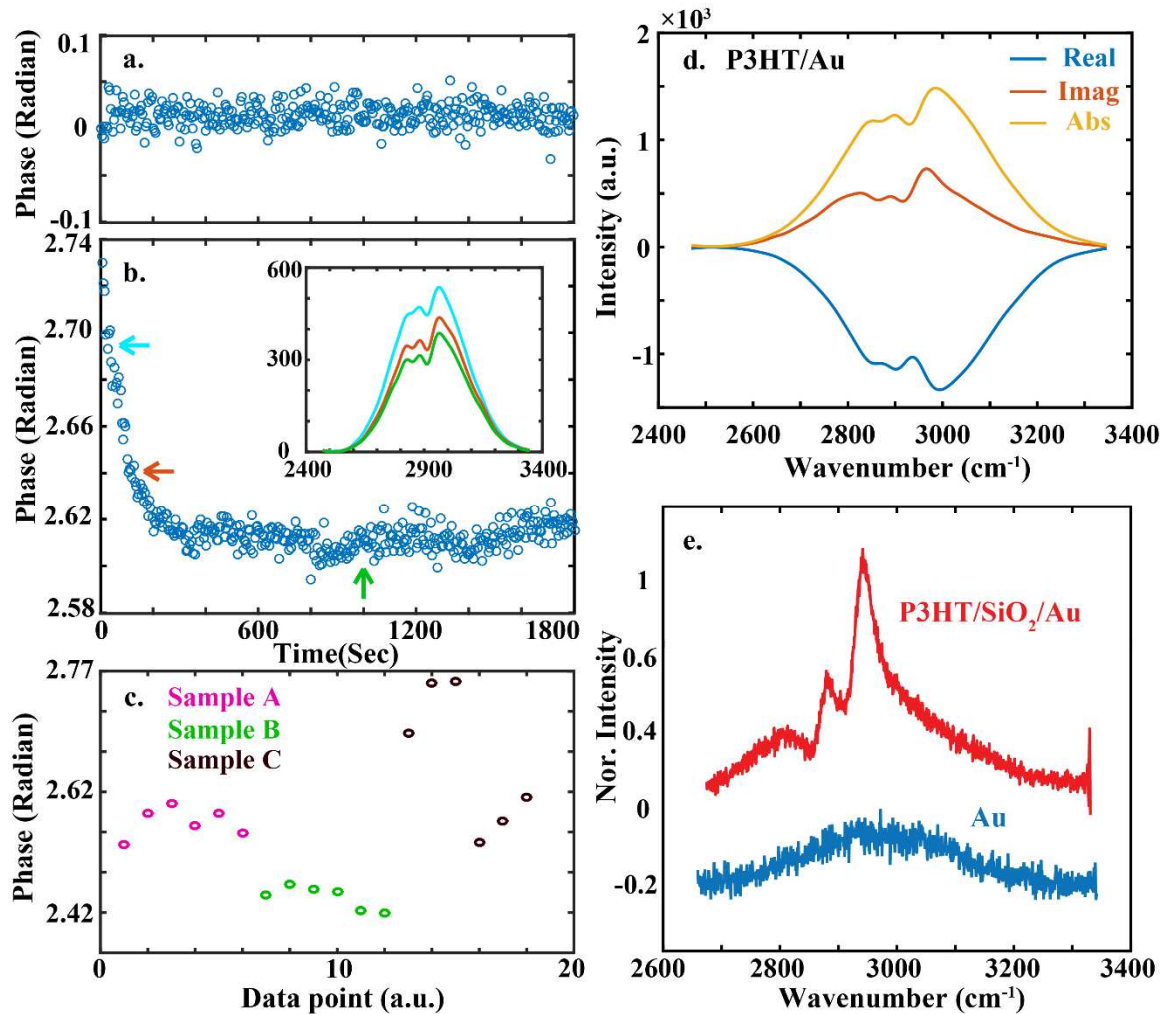 a.
Phase (Radian)
0.1
0
-0.1
b.
Phase (Radian)
2.74
2.70
2.66
2.62
2.58
600
300
0
2400 2900 3400
0 600 1200 1800
Time(Sec)
c.
Sample A
Sample B
Sample C
Phase (Radian)
2.77
2.62
2.42
0 10 20
Data point (a.u.)
×10³
d. P3HT/Au
Real
Imag
Abs
Intensity (a.u.)
2
1
0
-1
2400 2600 2800 3000 3200 3400
Wavenumber (cm⁻¹)
e.
P3HT/SiO₂/Au
Au
Nor. Intensity
1
0.6
0.4
0
-0.2
2600 2800 3000 3200 3400
Wavenumber (cm⁻¹)